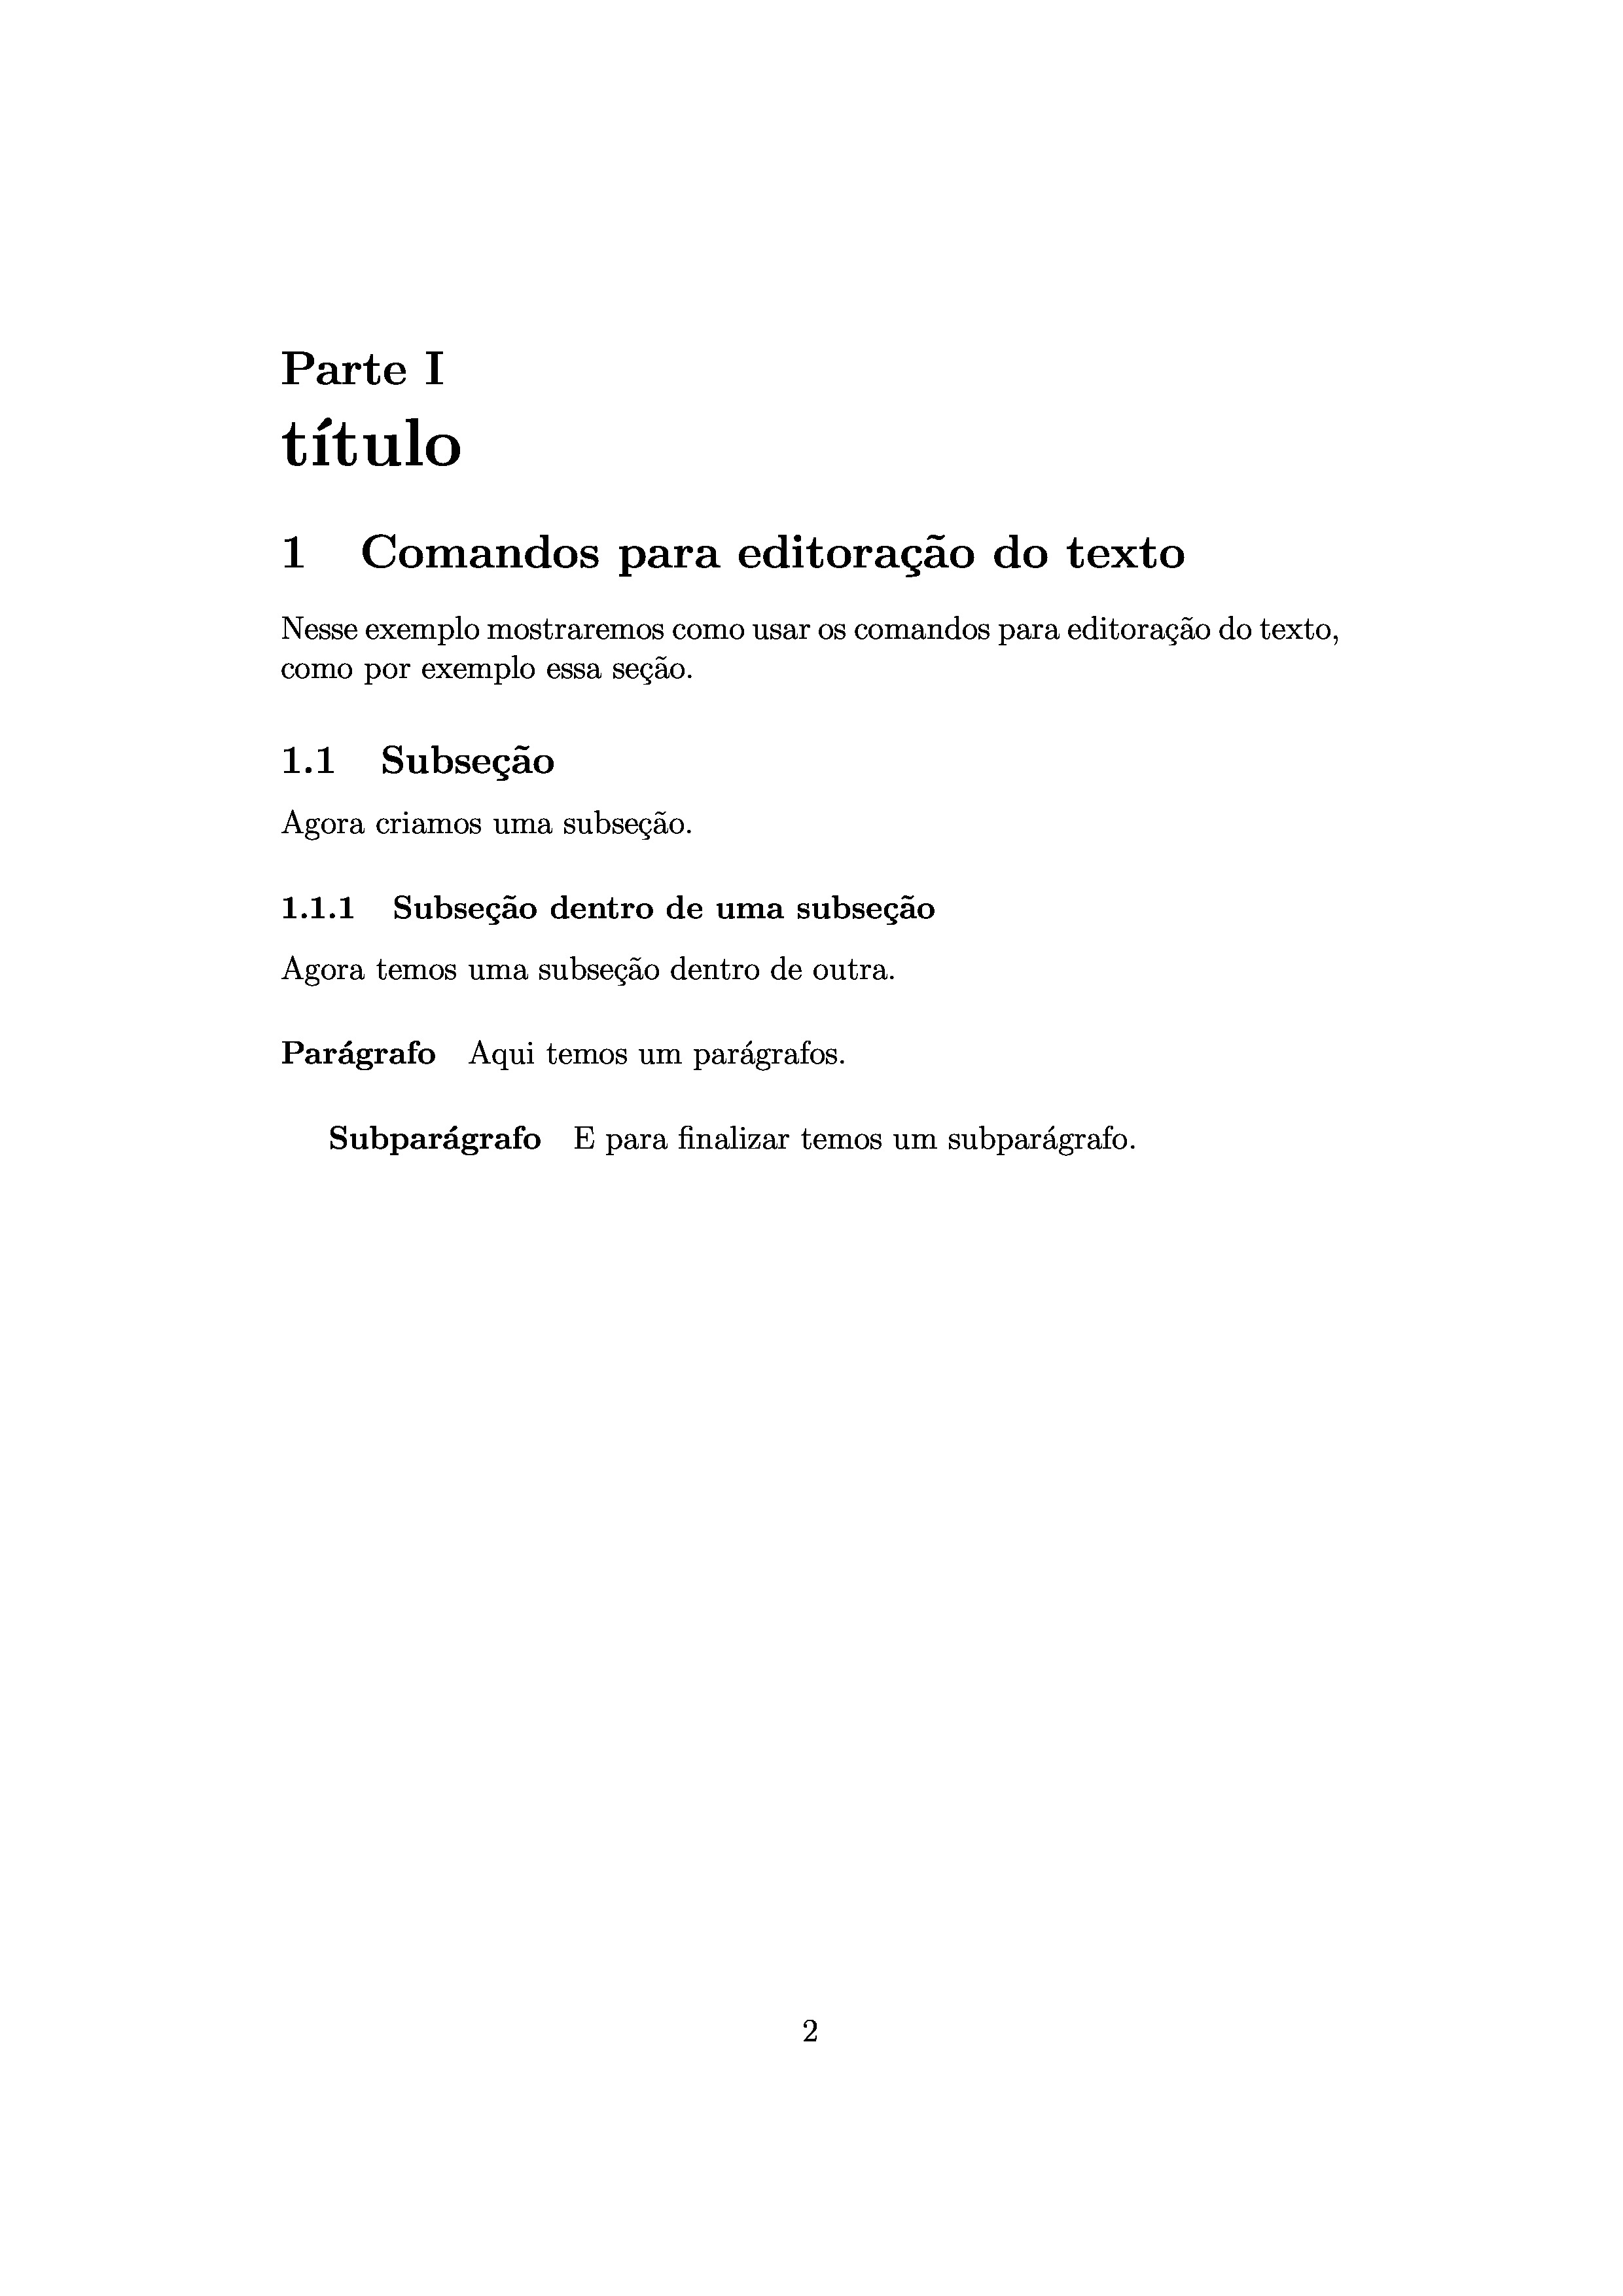 Parte I
título
1 Comandos para editoração do texto
Nesse exemplo mostraremos como usar os comandos para editoração do texto,
como por exemplo essa seção.
1.1 Subseção
Agora criamos uma subseção.
1.1.1 Subseção dentro de uma subseção
Agora temos uma subseção dentro de outra.
Parágrafo Aqui temos um parágrafos.
Subparágrafo E para finalizar temos um subparágrafo.
2